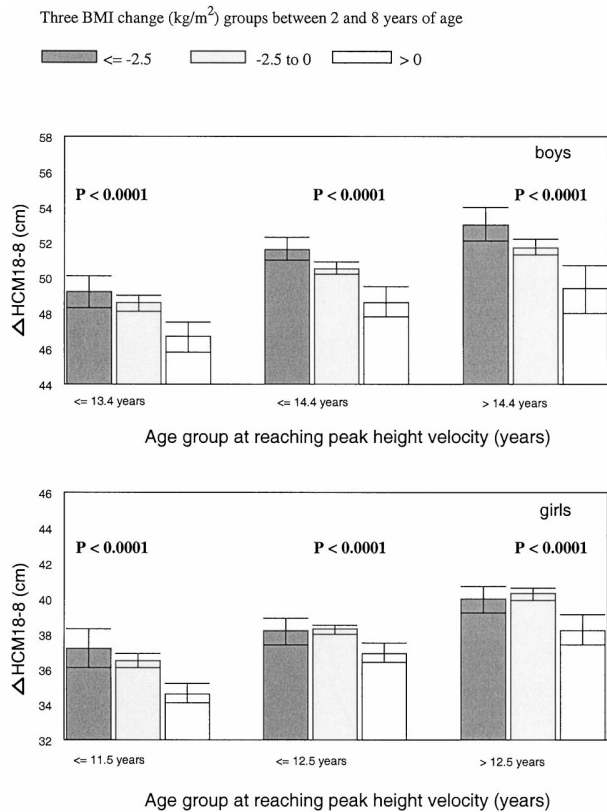 Three BMI change (kg/m²) groups between 2 and 8 years of age
<= -2.5 -2.5 to 0 > 0
58
56
54
52
50
48
46
44
△HCM18-8 (cm)
boys
P < 0.0001 P < 0.0001 P < 0.0001
<= 13.4 years <= 14.4 years > 14.4 years
Age group at reaching peak height velocity (years)
46
44
42
40
38
36
34
32
△HCM18-8 (cm)
girls
P < 0.0001 P < 0.0001 P < 0.0001
<= 11.5 years <= 12.5 years > 12.5 years
Age group at reaching peak height velocity (years)